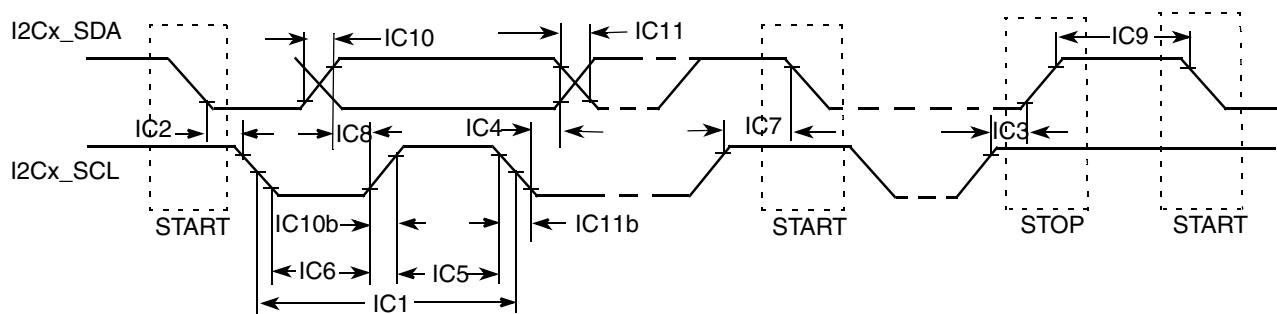 I2Cx_SDA
IC10
IC11
IC9
IC2
IC8
IC4
IC7
IC3
I2Cx_SCL
START
IC10b
IC11b
START
STOP
START
IC6
IC5
IC1